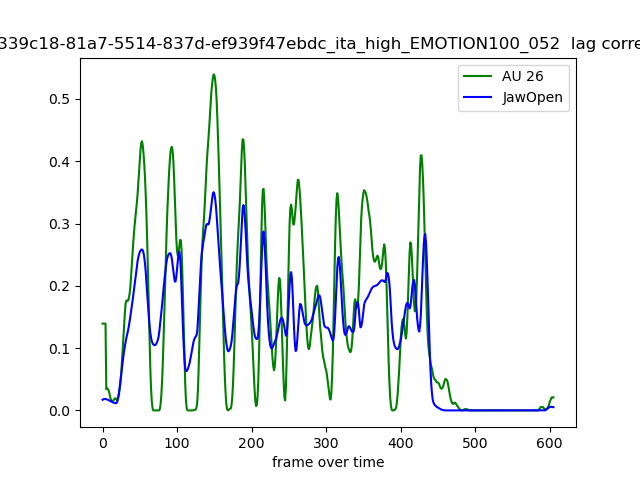 339c18-81a7-5514-837d-ef939f47ebdc_ita_high_EMOTION100_052 lag corre
AU 26
JawOpen
0.5
0.4
0.3
0.2
0.1
0.0
0 100 200 300 400 500 600
frame over time